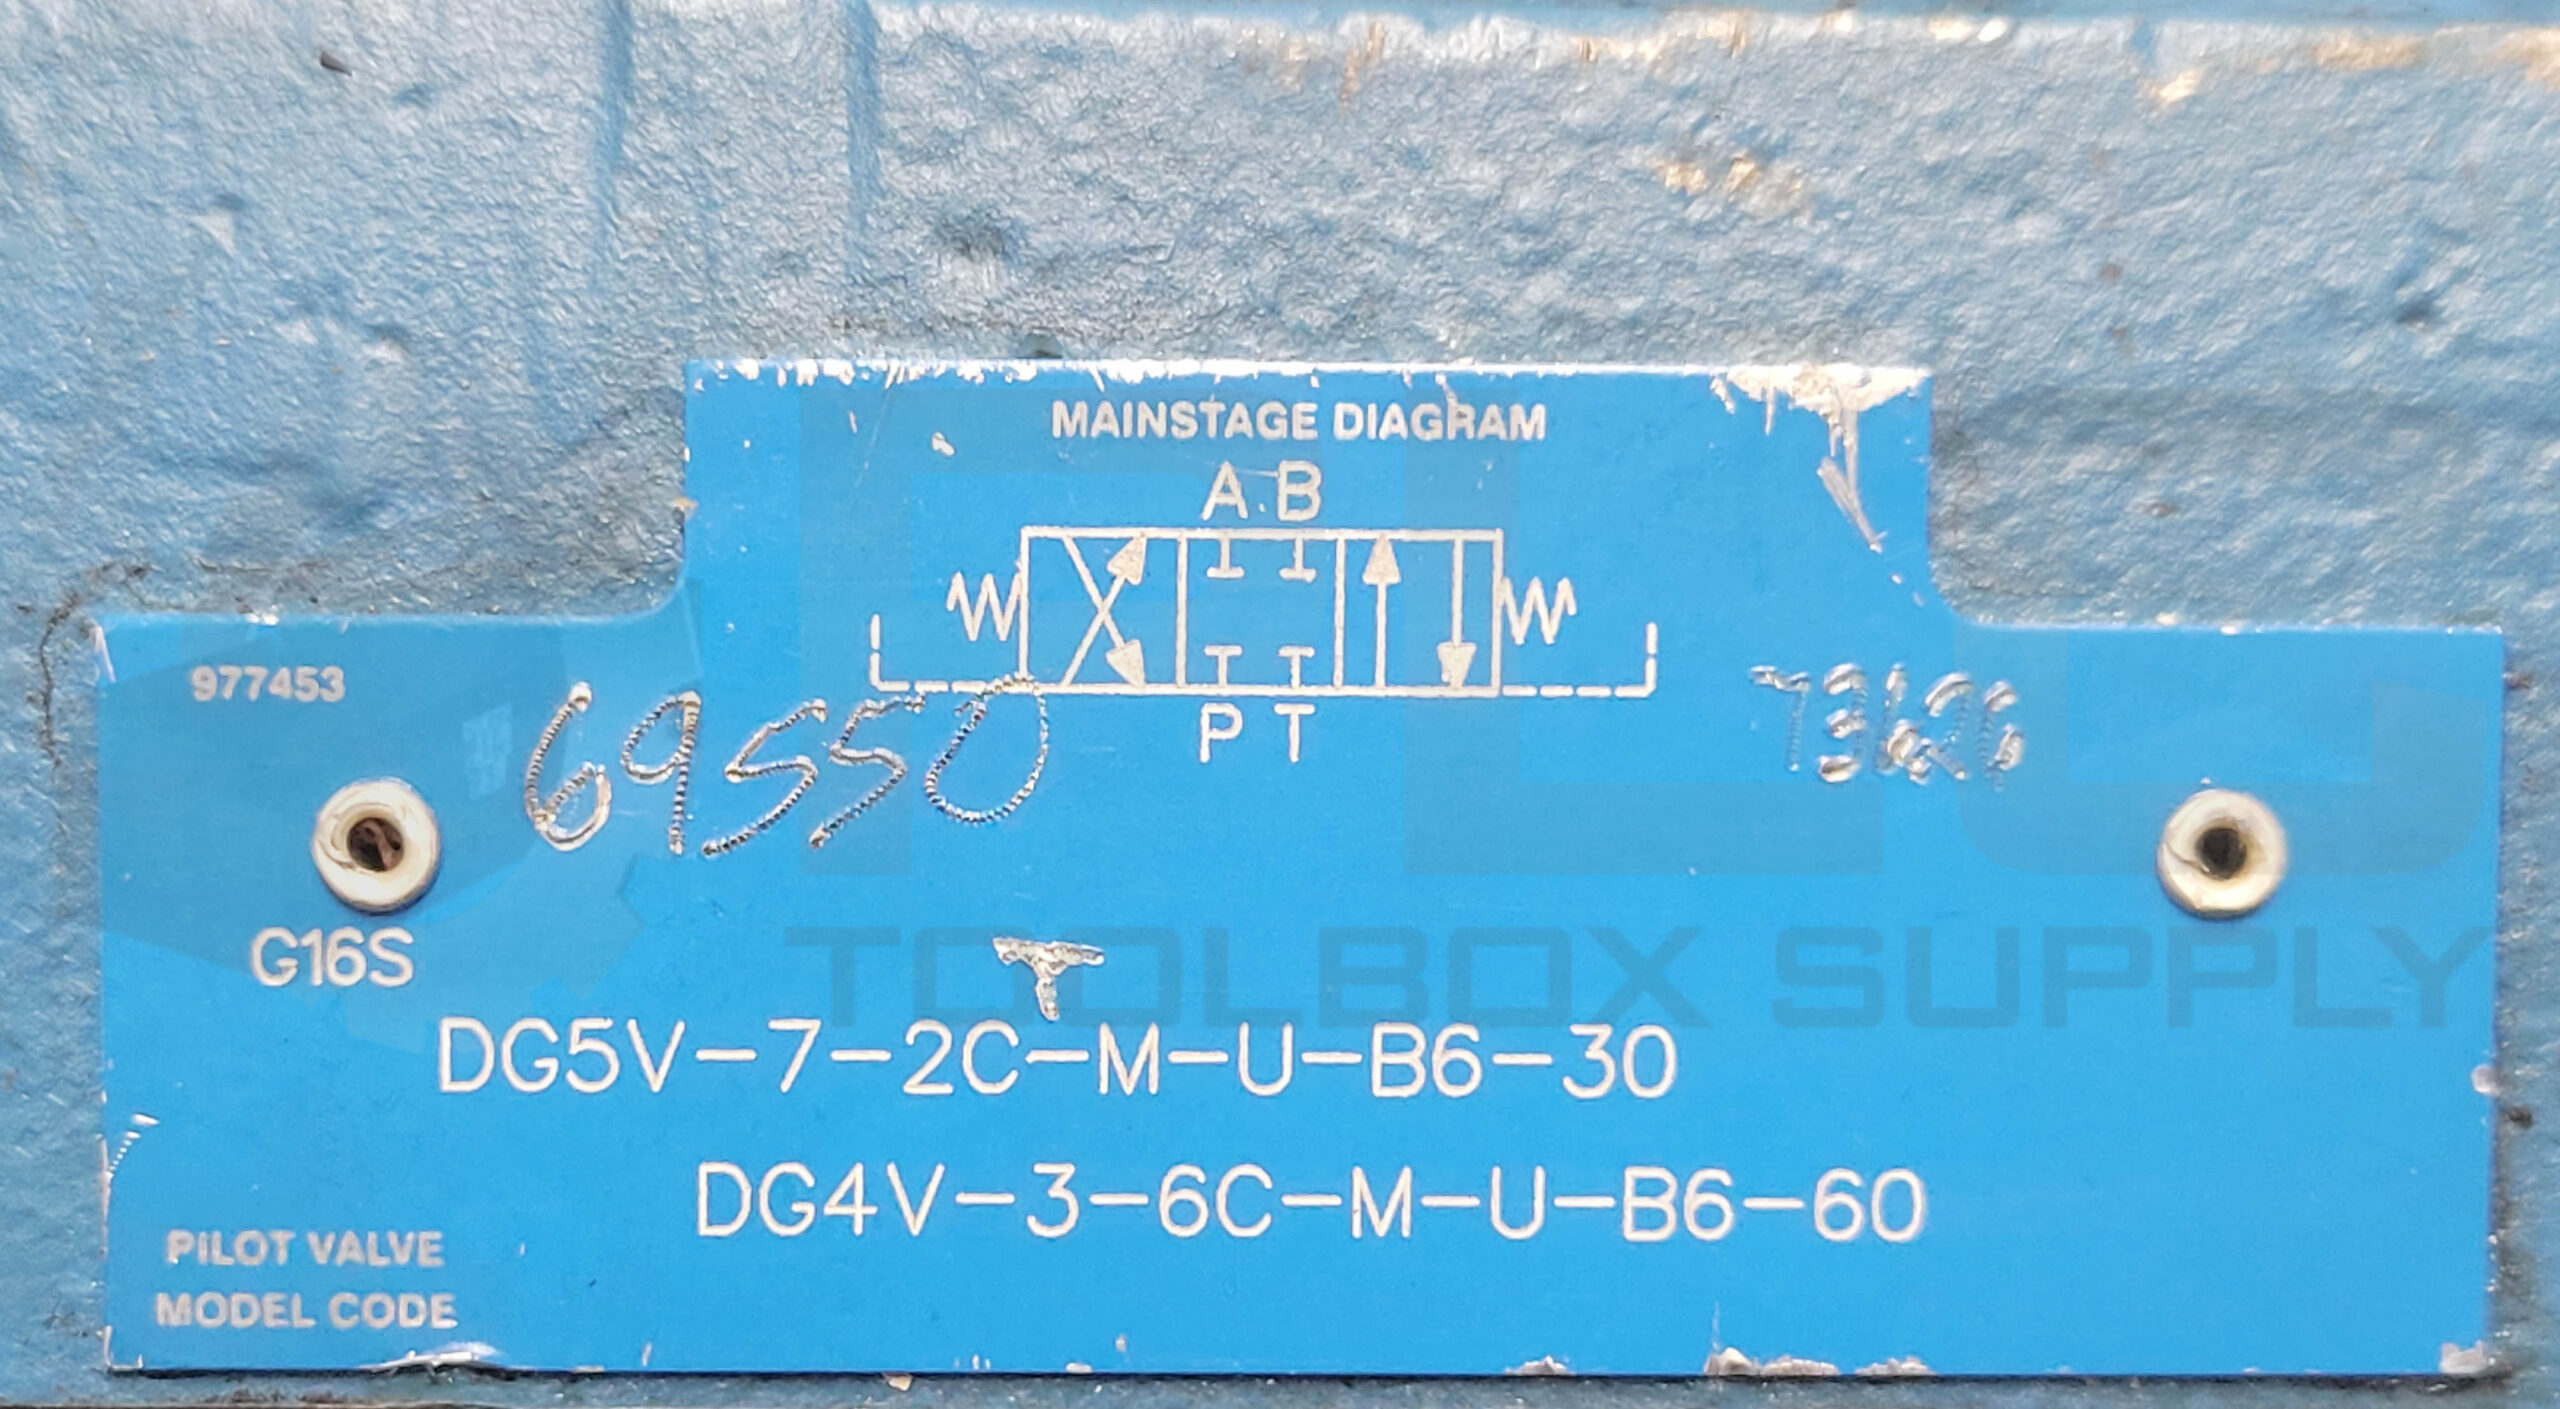 MAINSTAGE DIAGRAM
A B
977453
69550
P T
G16S
TOOLBOX SUPPLY
T
DG5V-7-2C-M-U-B6-30
DG4V-3-6C-M-U-B6-60
PILOT VALVE
MODEL CODE